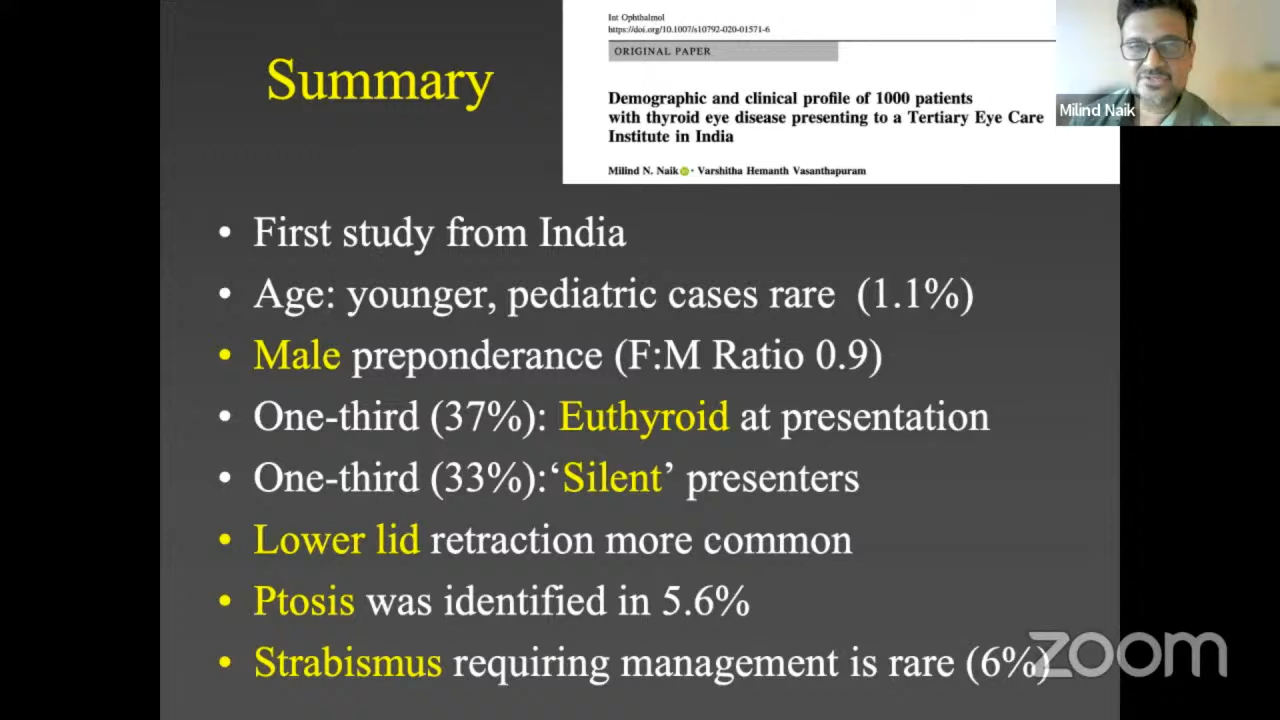 Summary
Int Ophthalmol
https://doi.org/10.1007/s10792-020-01571-6
ORIGINAL PAPER
Demographic and clinical profile of 1000 patients
with thyroid eye disease presenting to a Tertiary Eye Care
Institute in India
Milind N. Naik · Varshitha Hemanth Vasanthapuram
Milind Naik
• First study from India
• Age: younger, pediatric cases rare (1.1%)
• Male preponderance (F:M Ratio 0.9)
• One-third (37%): Euthyroid at presentation
• One-third (33%):‘Silent’ presenters
• Lower lid retraction more common
• Ptosis was identified in 5.6%
• Strabismus requiring management is rare (6%)
zoom